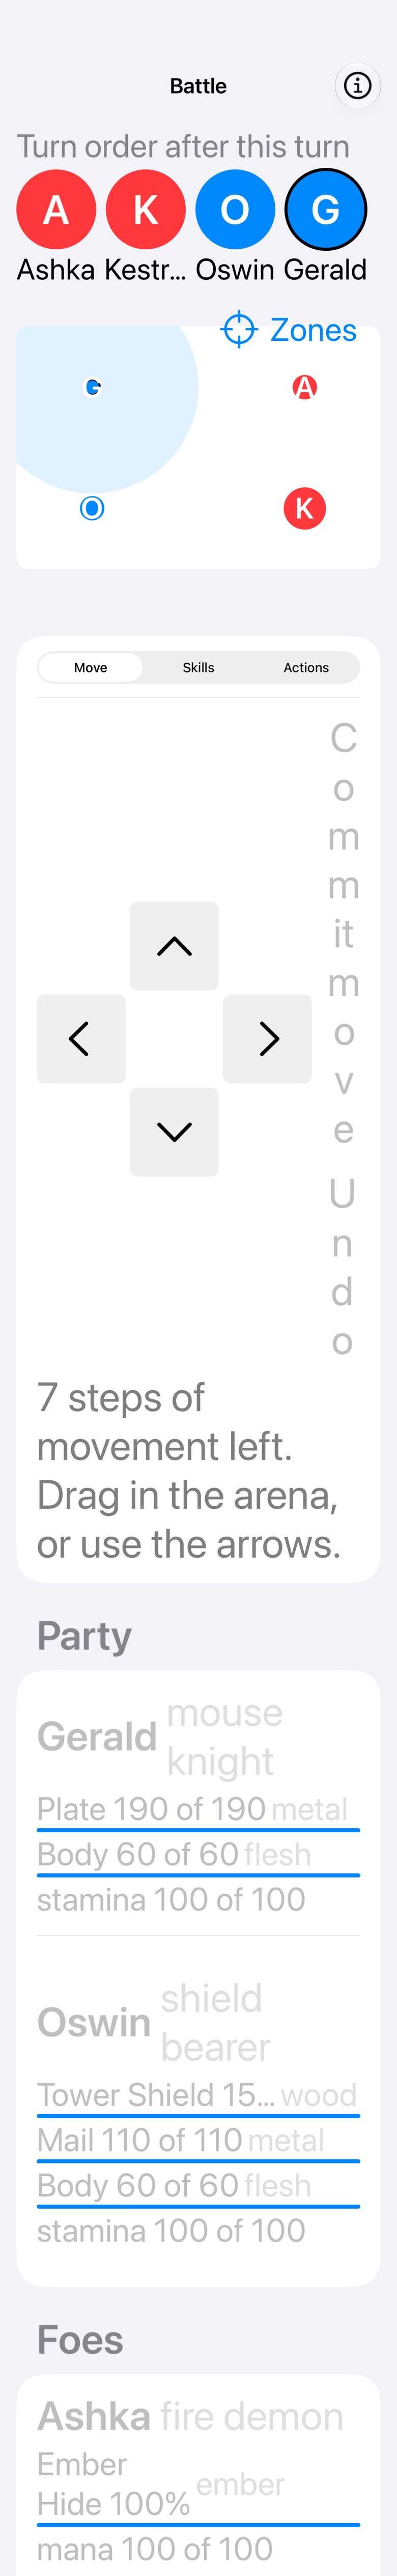 Battle
Turn order after this turn
A K O G
Ashka Kestr... Oswin Gerald
Zones
G A
O K
Move Skills Actions
C
o
m
m
it
m
o
v
e
U
n
d
o
7 steps of
movement left.
Drag in the arena,
or use the arrows.
Party
Gerald mouse
knight
Plate 190 of 190 metal
Body 60 of 60 flesh
stamina 100 of 100
Oswin shield
bearer
Tower Shield 15... wood
Mail 110 of 110 metal
Body 60 of 60 flesh
stamina 100 of 100
Foes
Ashka fire demon
Ember
Hide 100% ember
mana 100 of 100